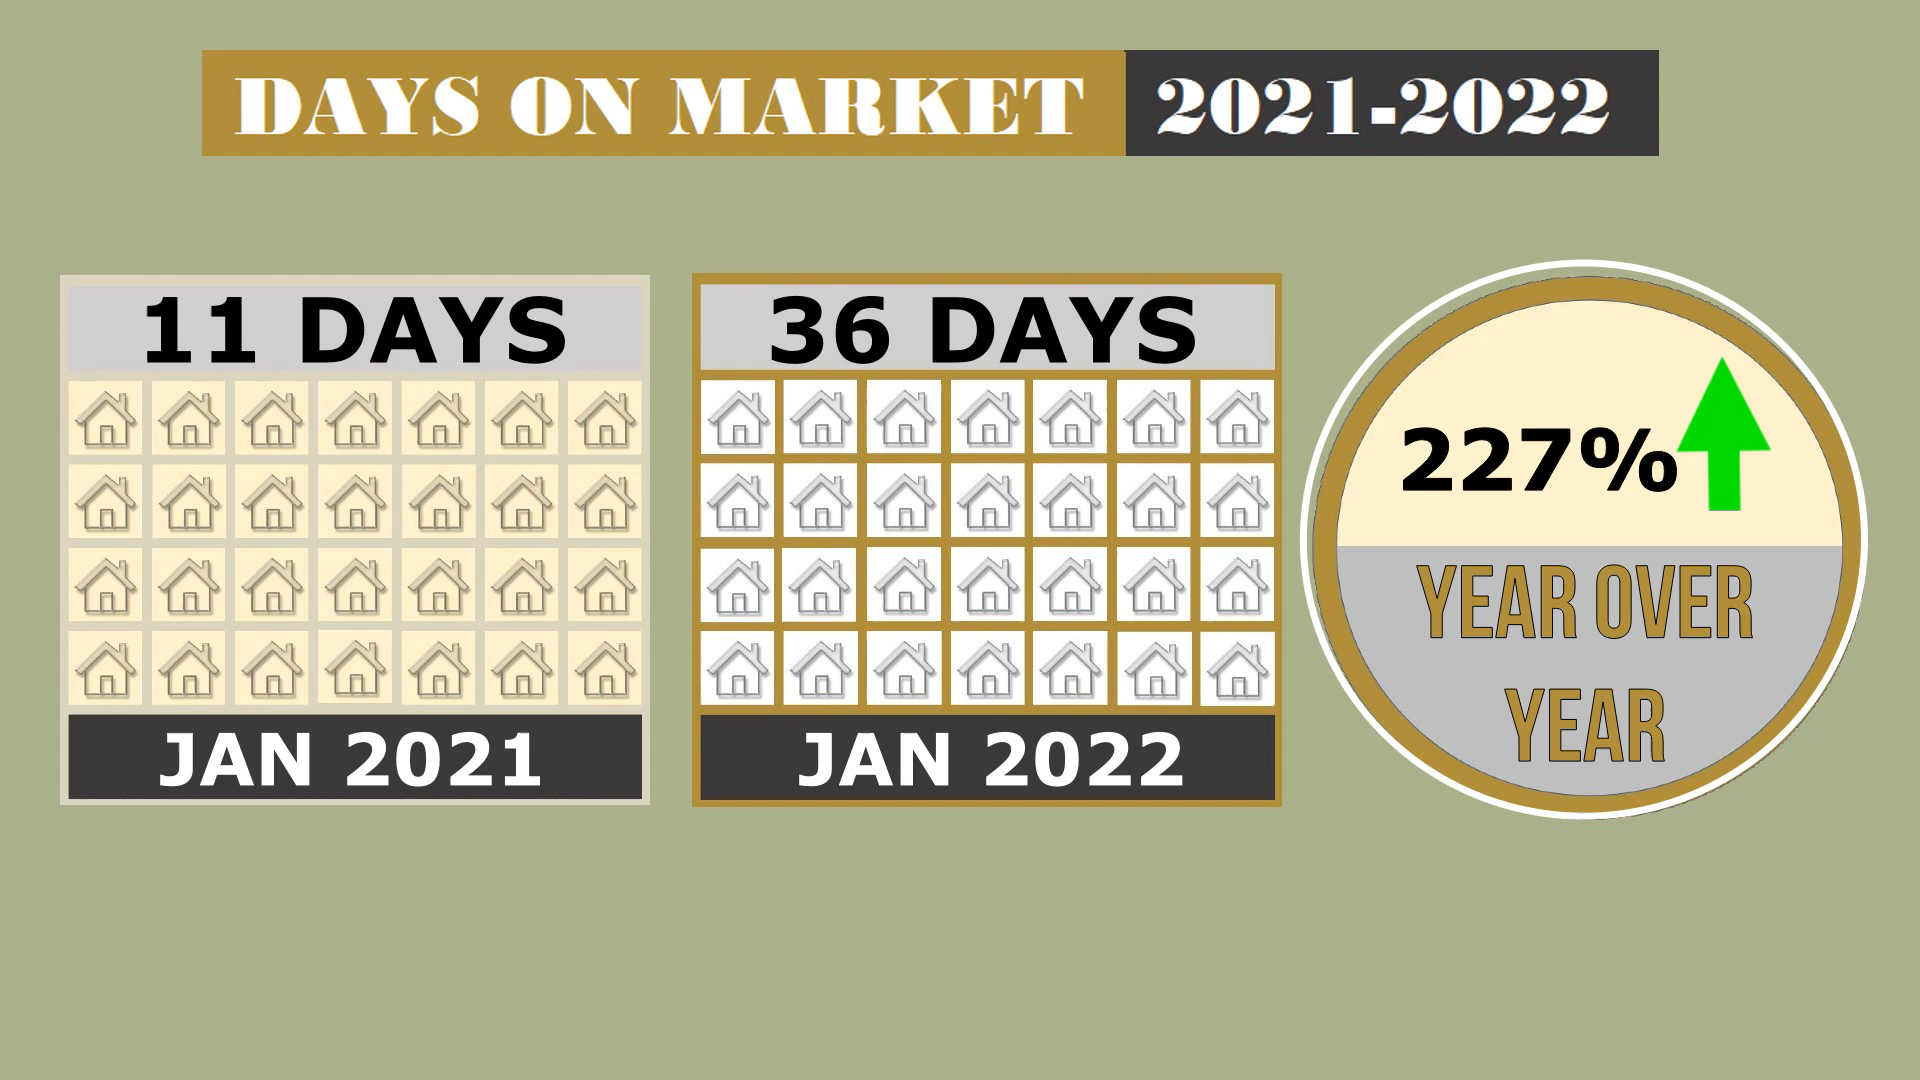 DAYS ON MARKET 2021-2022
11 DAYS
JAN 2021
36 DAYS
JAN 2022
227%
YEAR OVER
YEAR